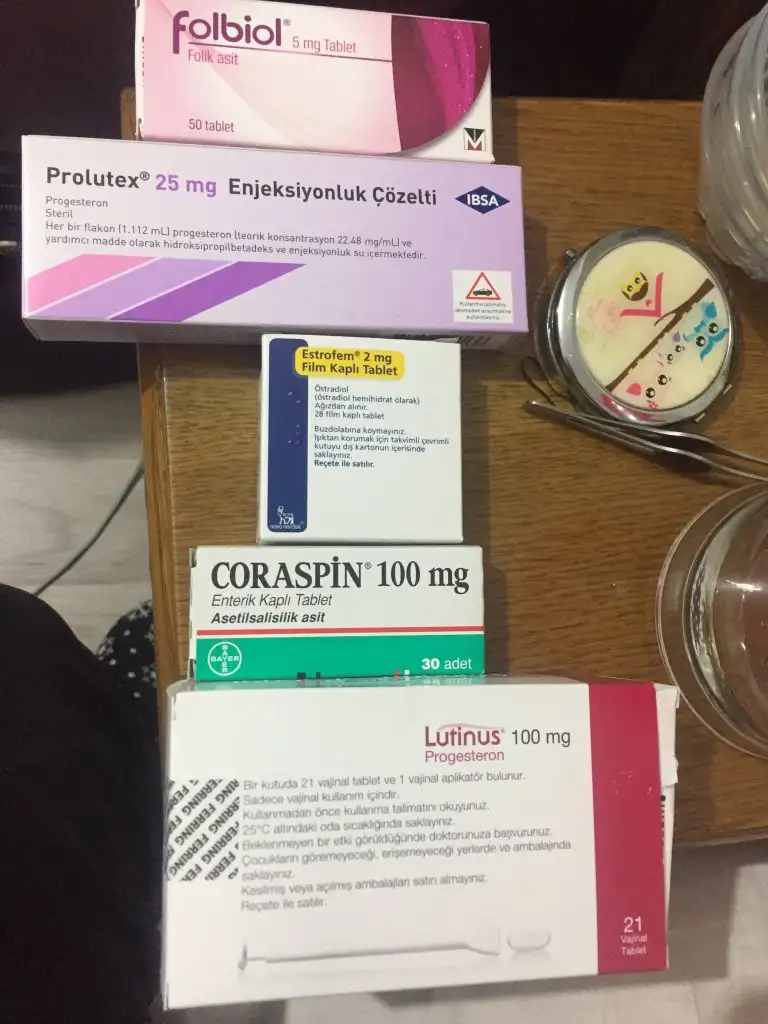 folbiol®
5 mg Tablet
Folik asit
50 tablet
Prolutex® 25 mg Enjeksiyonluk Çözelti
Progesteron
Steril
Her bir flakon (1.112 mL) progesteron (teorik konsantrasyon 22.48 mg/mL) ve
yardımcı madde olarak hidroksipropilbetadeks ve enjeksiyonluk su içermektedir.
IBSA
Estrofem® 2 mg
Film Kaplı Tablet
Östradiol
(östradiol hemihidrat olarak)
Ağızdan alınır.
28 film kaplı tablet
Buzdolabına koymayınız.
Işıktan korumak için takvimli çevrimli
kutuyu dış kartonun içerisinde
saklayınız.
Reçete ile satılır.
novo nordisk
CORASPİN® 100 mg
Enterik Kaplı Tablet
Asetilsalisilik asit
BAYER
30 adet
Lutinus® 100 mg
Progesteron
Bir kutuda 21 vajinal tablet ve 1 vajinal aplikatör bulunur.
Sadece vajinal kullanım içindir.
Kullanmadan önce kullanma talimatını okuyunuz.
25°C altındaki oda sıcaklığında saklayınız.
Beklenmeyen bir etki görüldüğünde doktorunuza başvurunuz.
Çocukların göremeyeceği, erişemeyeceği yerlerde ve ambalajında
saklayınız.
Kesilmiş veya açılmış ambalajları satın almayınız.
Reçete ile satılır.
FERRING FERRING FERRING
21
Vajinal
Tablet